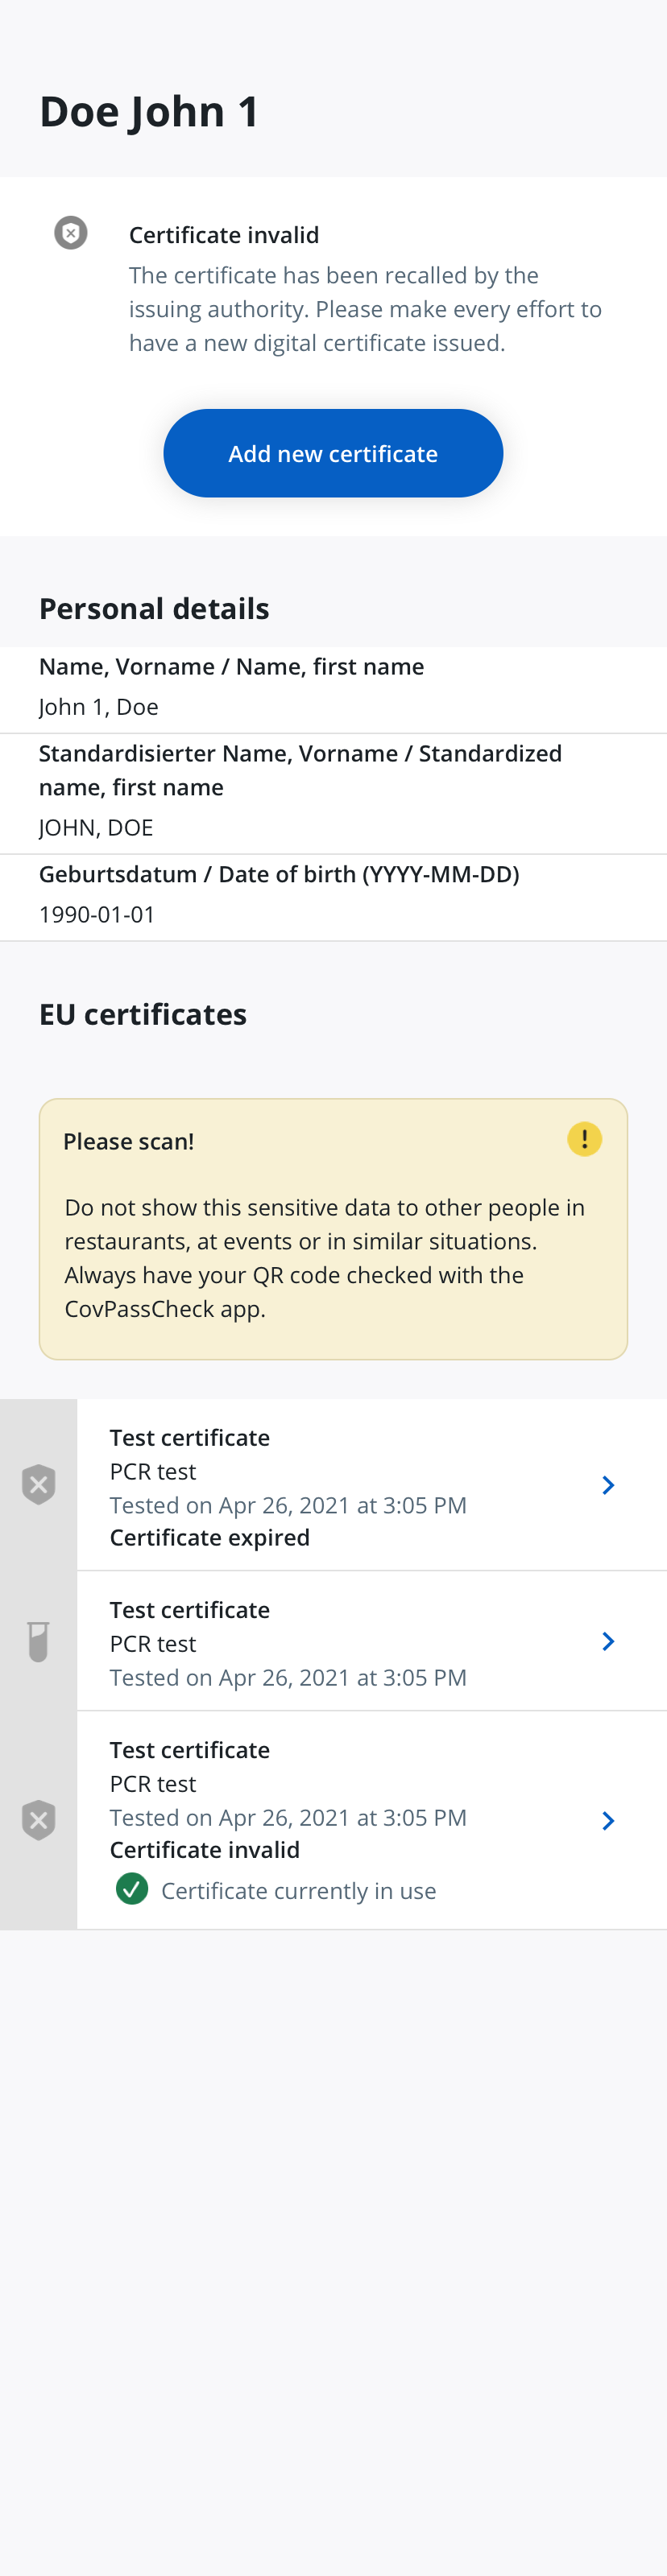 Doe John 1
Certificate invalid
The certificate has been recalled by the
issuing authority. Please make every effort to
have a new digital certificate issued.
Add new certificate
Personal details
Name, Vorname / Name, first name
John 1, Doe
Standardisierter Name, Vorname / Standardized
name, first name
JOHN, DOE
Geburtsdatum / Date of birth (YYYY-MM-DD)
1990-01-01
EU certificates
Please scan!
Do not show this sensitive data to other people in
restaurants, at events or in similar situations.
Always have your QR code checked with the
CovPassCheck app.
Test certificate
PCR test
Tested on Apr 26, 2021 at 3:05 PM
Certificate expired
Test certificate
PCR test
Tested on Apr 26, 2021 at 3:05 PM
Test certificate
PCR test
Tested on Apr 26, 2021 at 3:05 PM
Certificate invalid
Certificate currently in use